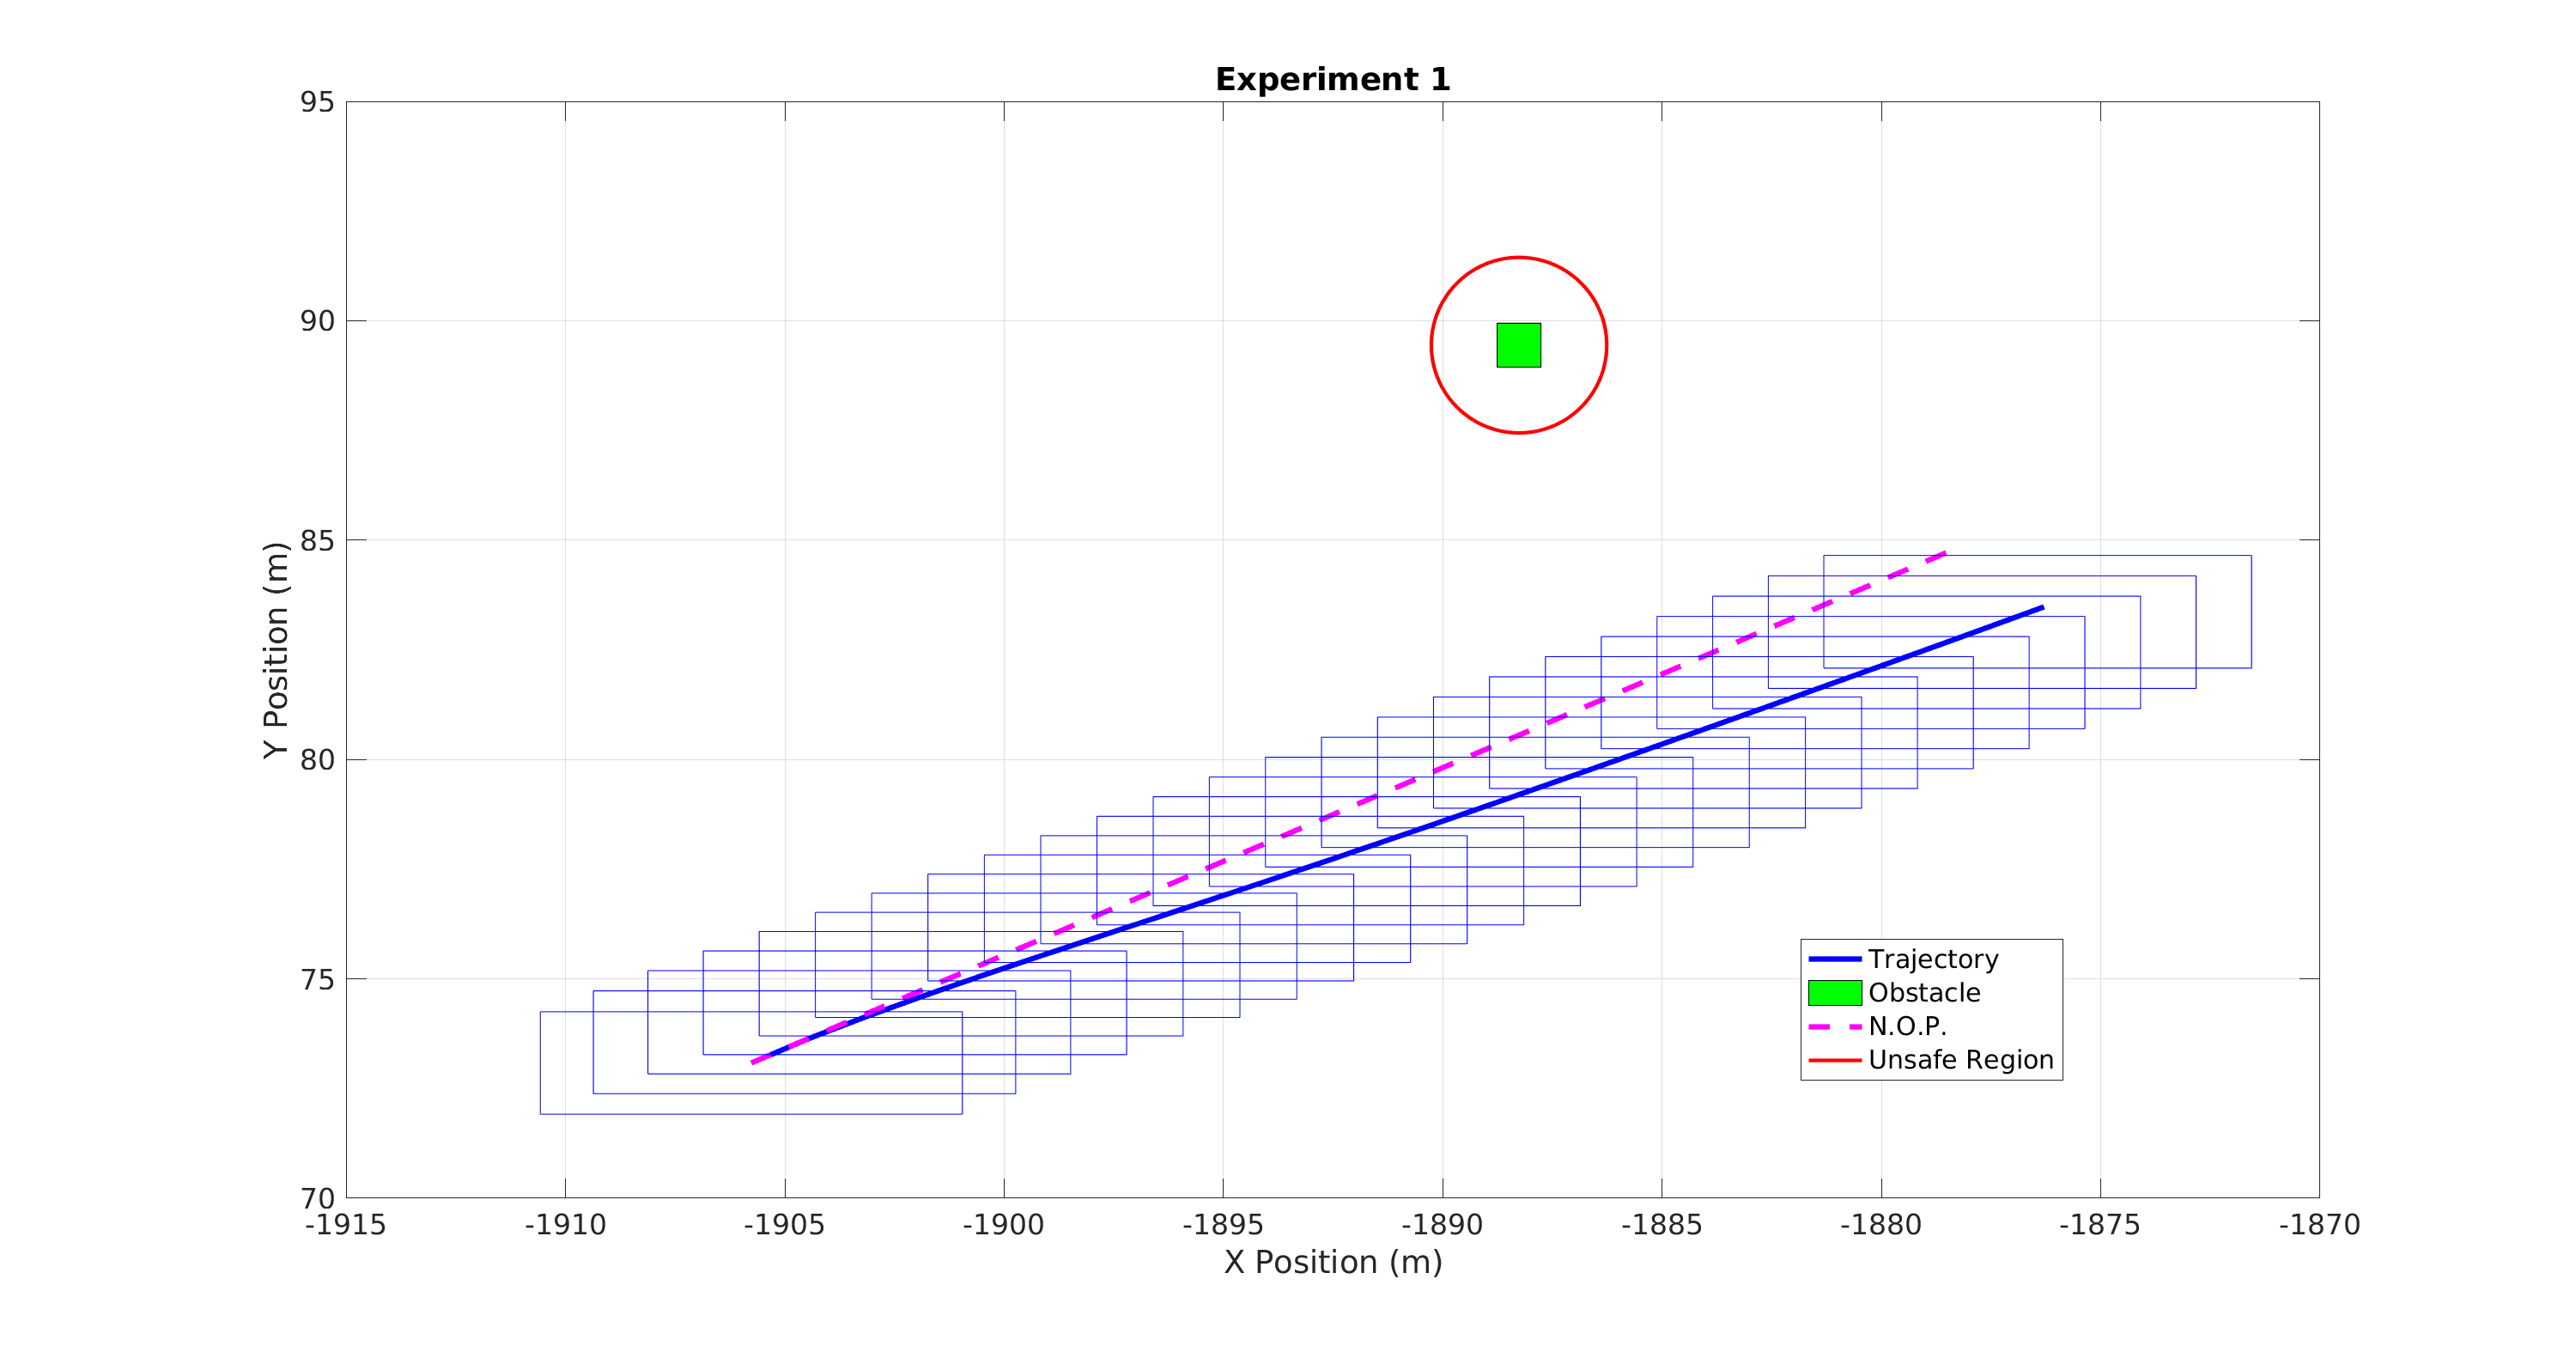 Experiment 1
95
90
85
80
75
70
Y Position (m)
-1915 -1910 -1905 -1900 -1895 -1890 -1885 -1880 -1875 -1870
X Position (m)
Trajectory
Obstacle
N.O.P.
Unsafe Region